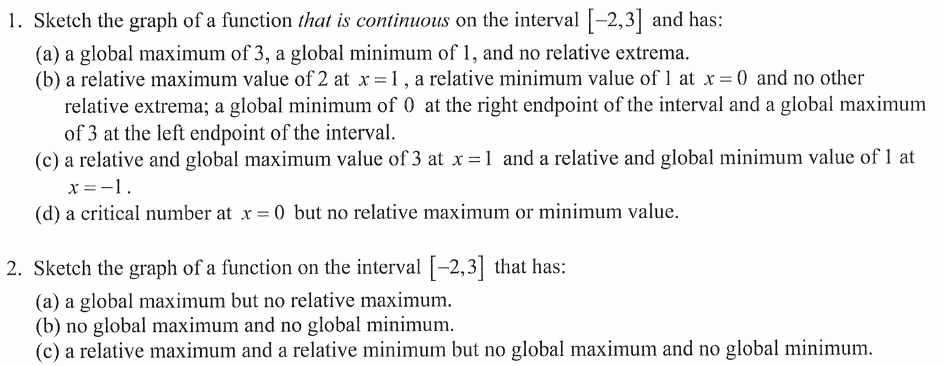 1. Sketch the graph of a function that is continuous on the interval [−2,3] and has:
(a) a global maximum of 3, a global minimum of 1, and no relative extrema.
(b) a relative maximum value of 2 at x = 1 , a relative minimum value of 1 at x = 0 and no other
relative extrema; a global minimum of 0 at the right endpoint of the interval and a global maximum
of 3 at the left endpoint of the interval.
(c) a relative and global maximum value of 3 at x = 1 and a relative and global minimum value of 1 at
x = −1 .
(d) a critical number at x = 0 but no relative maximum or minimum value.
2. Sketch the graph of a function on the interval [−2,3] that has:
(a) a global maximum but no relative maximum.
(b) no global maximum and no global minimum.
(c) a relative maximum and a relative minimum but no global maximum and no global minimum.